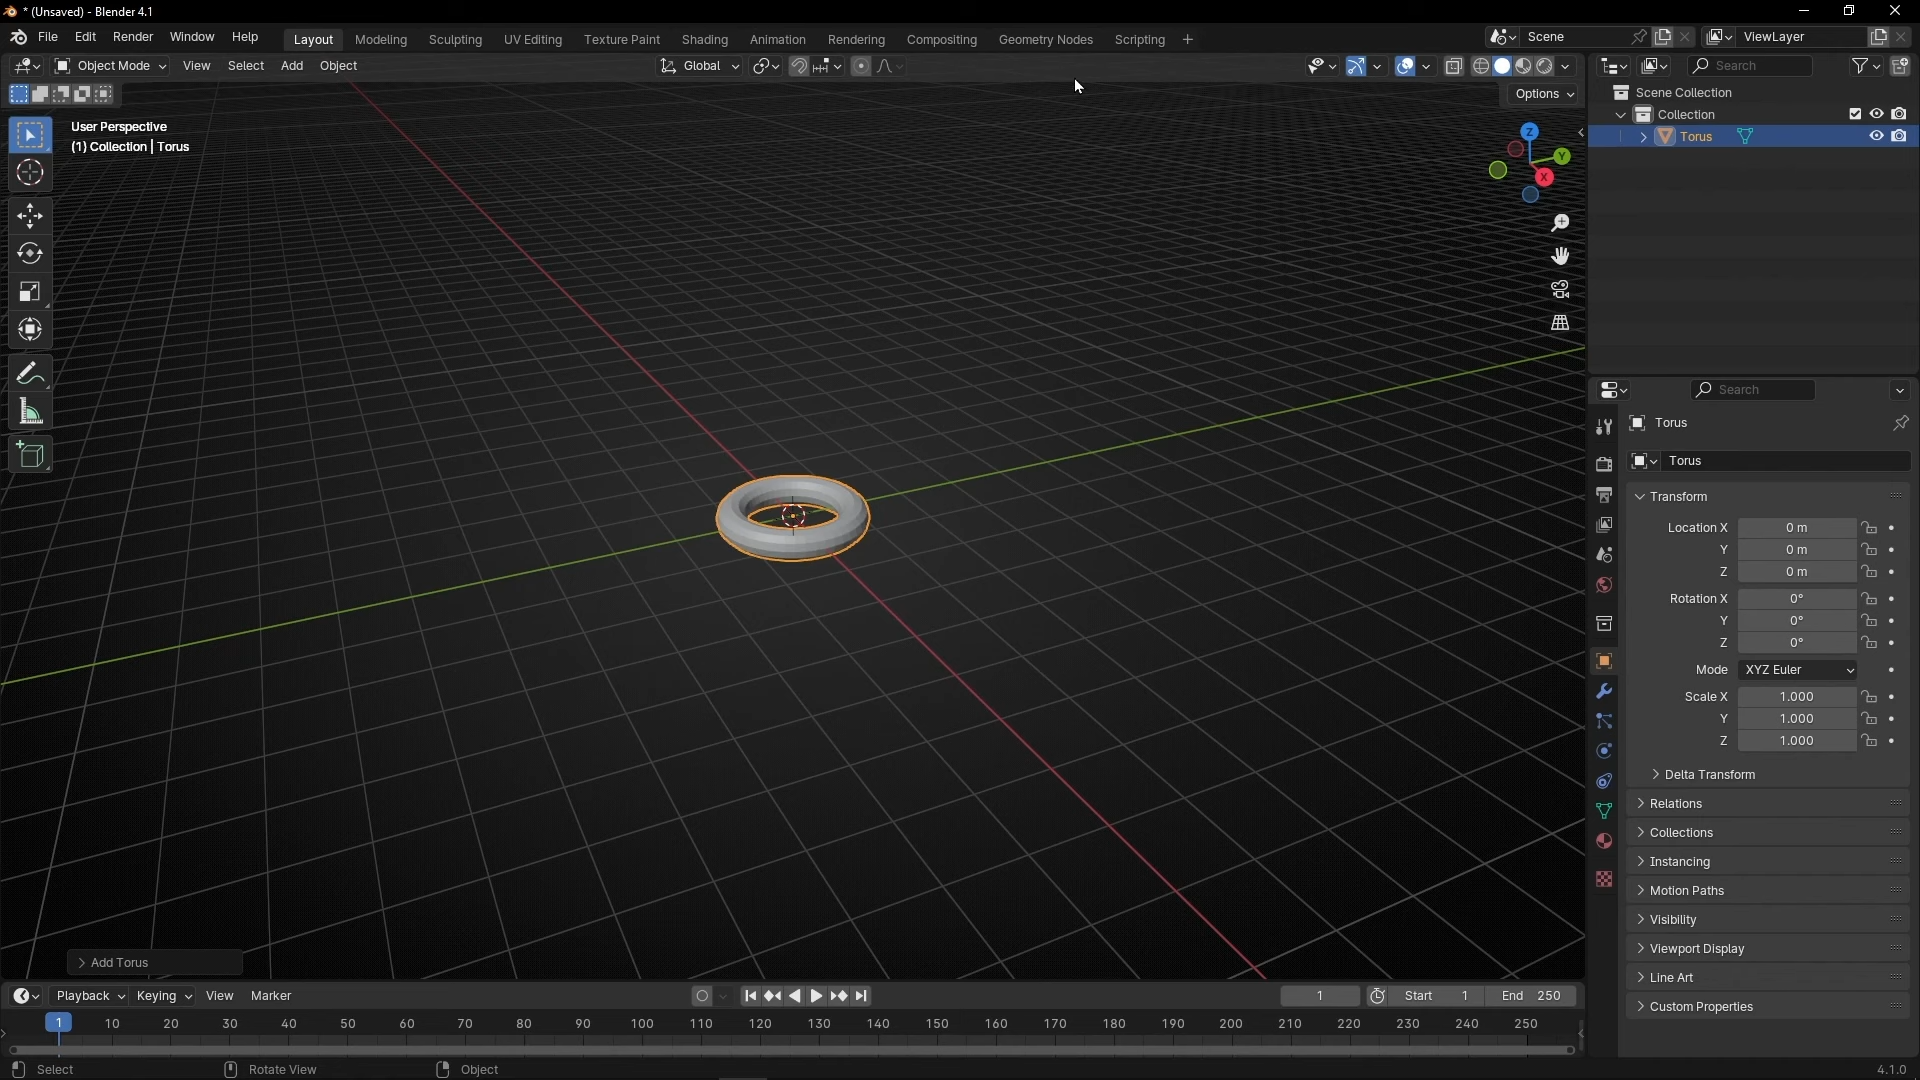 * (Unsaved) - Blender 4.1
File Edit Render Window Help Layout Modeling Sculpting UV Editing Texture Paint Shading Animation Rendering Compositing Geometry Nodes Scripting + Scene ViewLayer
Object Mode View Select Add Object Global Search
Options
User Perspective
(1) Collection | Torus
Z
Y
X
Scene Collection
Collection
Torus
Search
Torus
Torus
Transform
Location X 0 m
Y 0 m
Z 0 m
Rotation X 0°
Y 0°
Z 0°
Mode XYZ Euler
Scale X 1.000
Y 1.000
Z 1.000
Delta Transform
Relations
Collections
Instancing
Motion Paths
Visibility
Viewport Display
Line Art
Custom Properties
Add Torus
Playback Keying View Marker 1 Start 1 End 250
1 10 20 30 40 50 60 70 80 90 100 110 120 130 140 150 160 170 180 190 200 210 220 230 240 250
Select Rotate View Object 4.1.0